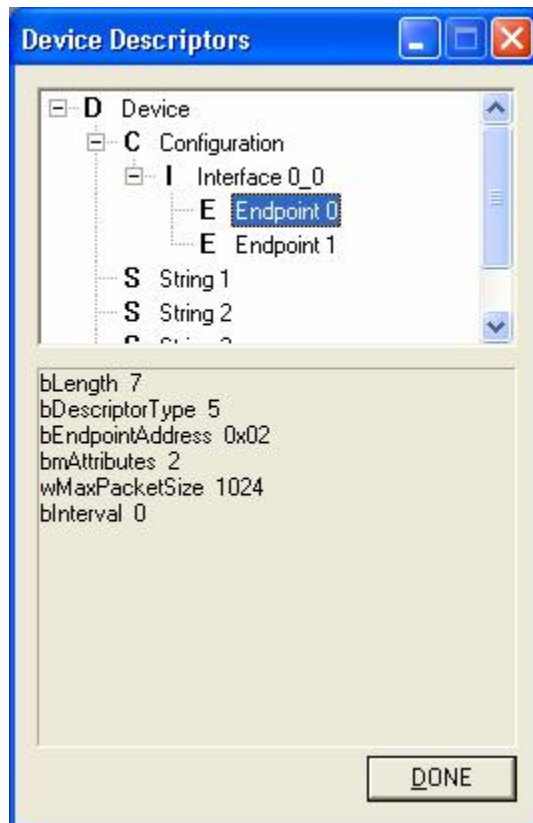 Device Descriptors
D Device
C Configuration
I Interface 0_0
E Endpoint 0
E Endpoint 1
S String 1
S String 2
bLength 7
bDescriptorType 5
bEndpointAddress 0x02
bmAttributes 2
wMaxPacketSize 1024
bInterval 0
DONE